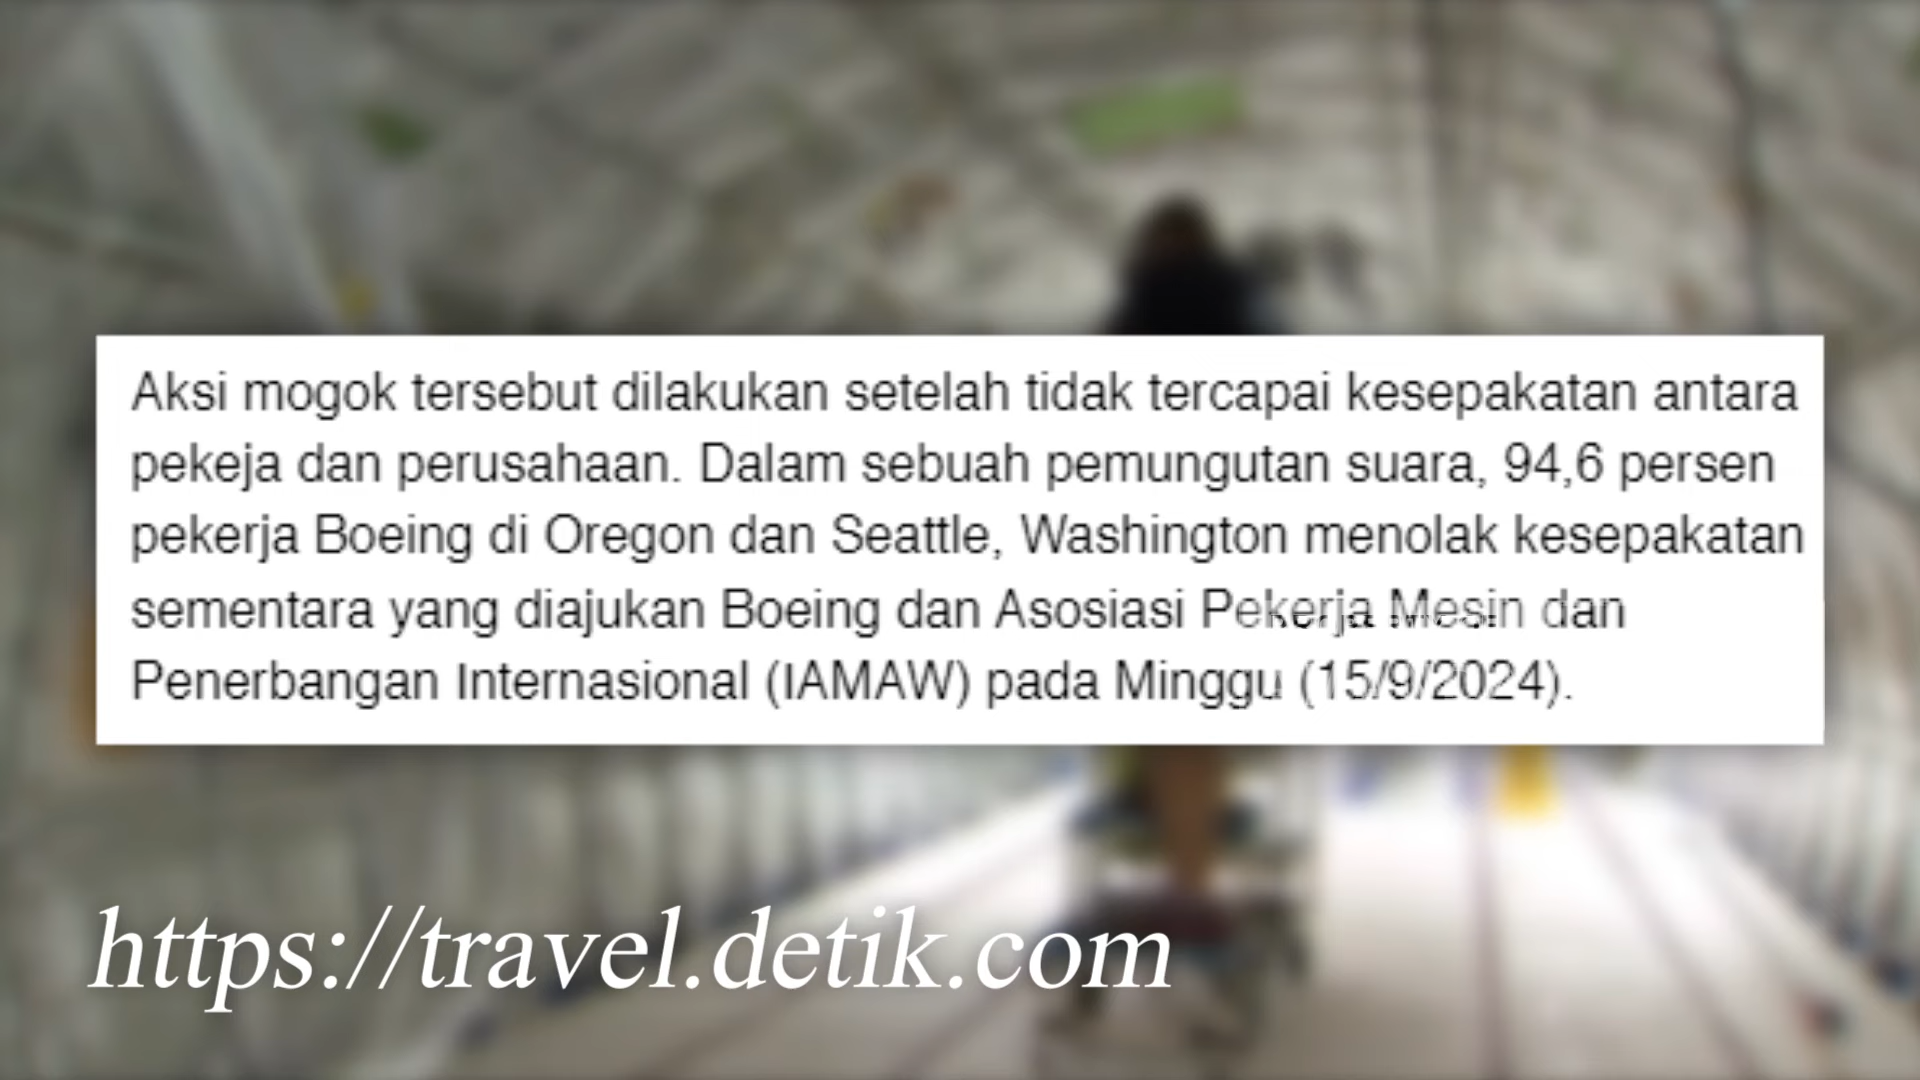 Aksi mogok tersebut dilakukan setelah tidak tercapai kesepakatan antara
pekeja dan perusahaan. Dalam sebuah pemungutan suara, 94,6 persen
pekerja Boeing di Oregon dan Seattle, Washington menolak kesepakatan
sementara yang diajukan Boeing dan Asosiasi Pekerja Mesin dan
Penerbangan Internasional (IAMAW) pada Minggu (15/9/2024).
https://travel.detik.com